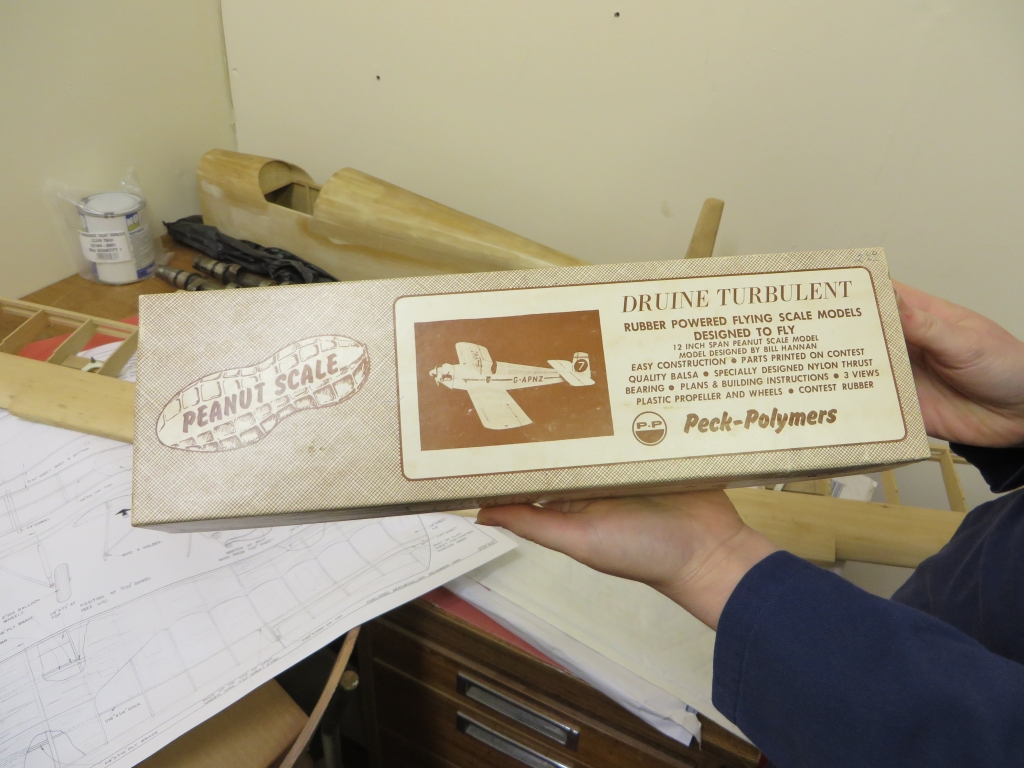 PEANUT SCALE
DRUINE TURBULENT
RUBBER POWERED FLYING SCALE MODELS
DESIGNED TO FLY
12 INCH SPAN PEANUT SCALE MODEL
MODEL DESIGNED BY BILL HANNAN
EASY CONSTRUCTION • PARTS PRINTED ON CONTEST
QUALITY BALSA • SPECIALLY DESIGNED NYLON THRUST
BEARING • PLANS & BUILDING INSTRUCTIONS • 3 VIEWS
PLASTIC PROPELLER AND WHEELS • CONTEST RUBBER
P.P Peck-Polymers
G-APNZ
7